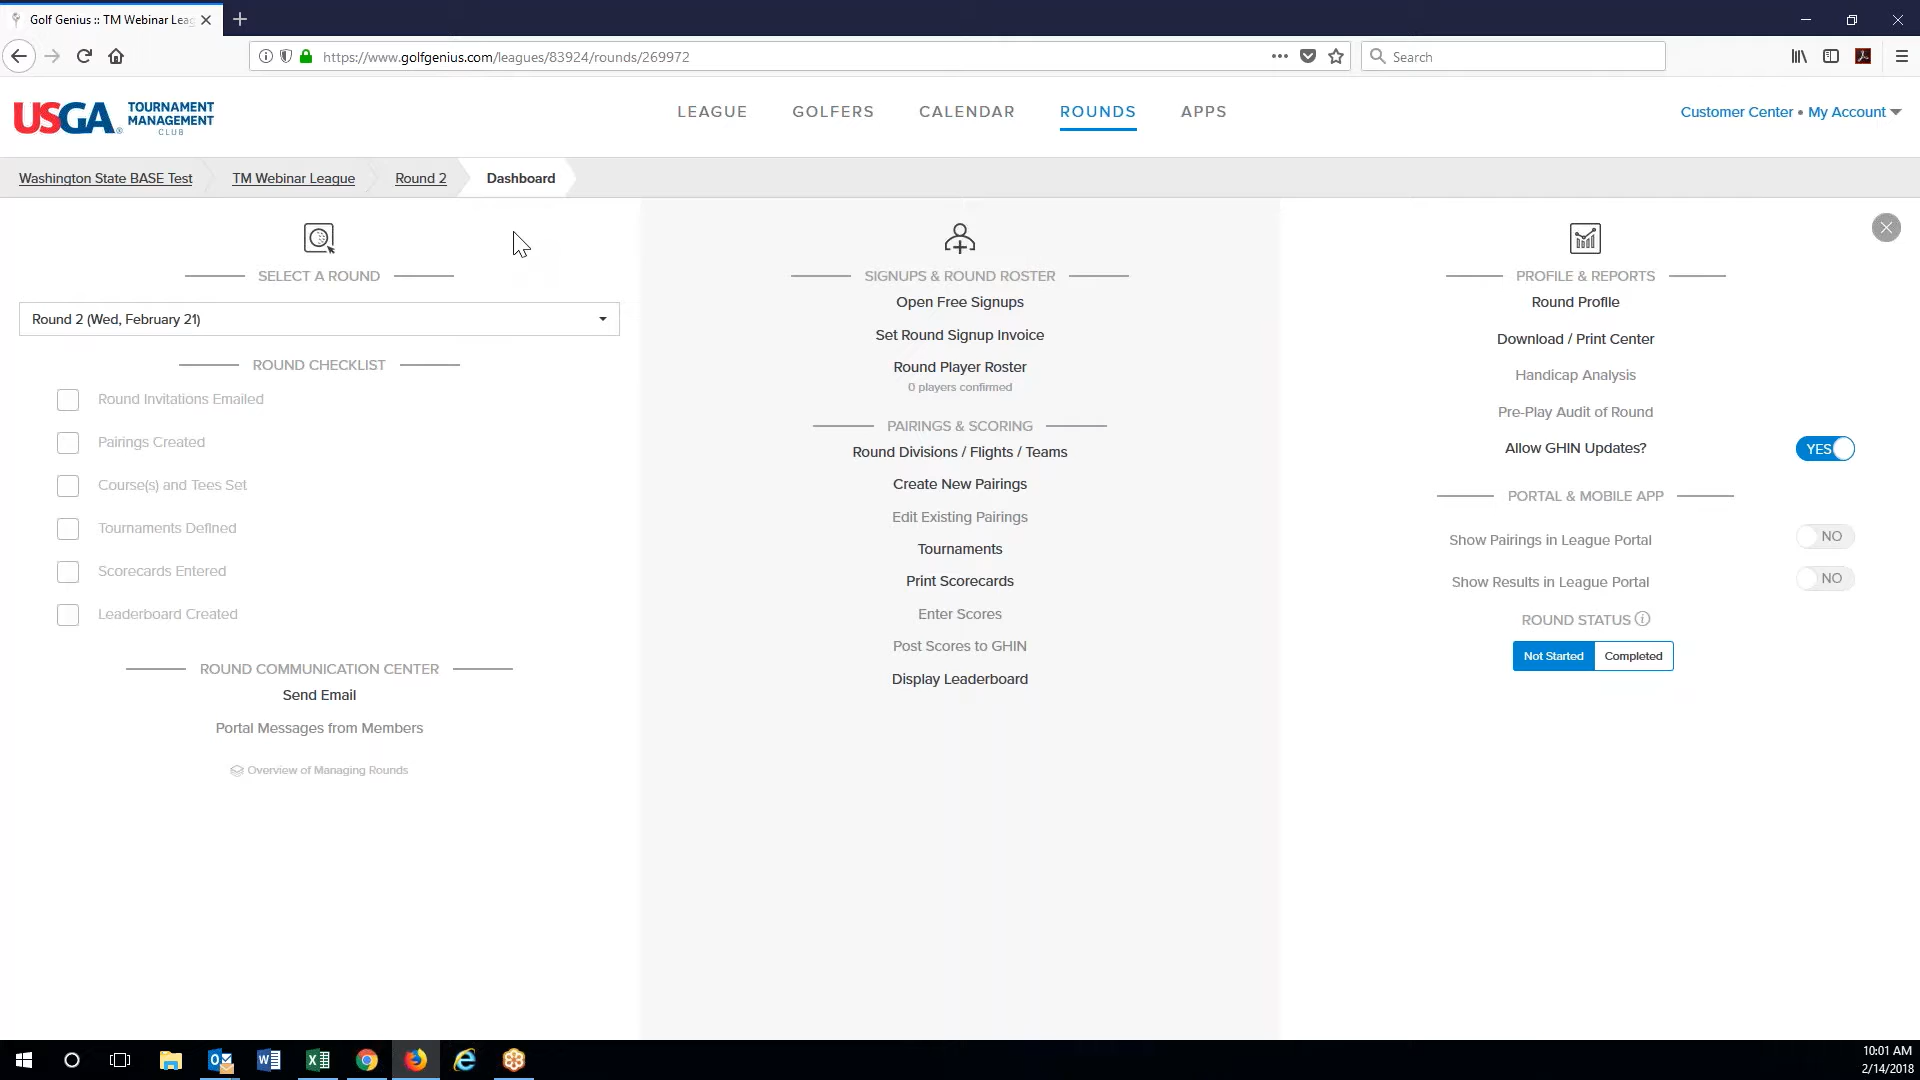 Golf Genius :: TM Webinar Leag
https://www.golfgenius.com/leagues/83924/rounds/269972
Search
USGA TOURNAMENT MANAGEMENT CLUB
LEAGUE
GOLFERS
CALENDAR
ROUNDS
APPS
Customer Center • My Account
Washington State BASE Test
TM Webinar League
Round 2
Dashboard
SELECT A ROUND
Round 2 (Wed, February 21)
ROUND CHECKLIST
Round Invitations Emailed
Pairings Created
Course(s) and Tees Set
Tournaments Defined
Scorecards Entered
Leaderboard Created
ROUND COMMUNICATION CENTER
Send Email
Portal Messages from Members
Overview of Managing Rounds
SIGNUPS & ROUND ROSTER
Open Free Signups
Set Round Signup Invoice
Round Player Roster
0 players confirmed
PAIRINGS & SCORING
Round Divisions / Flights / Teams
Create New Pairings
Edit Existing Pairings
Tournaments
Print Scorecards
Enter Scores
Post Scores to GHIN
Display Leaderboard
PROFILE & REPORTS
Round Profile
Download / Print Center
Handicap Analysis
Pre-Play Audit of Round
Allow GHIN Updates? YES
PORTAL & MOBILE APP
Show Pairings in League Portal NO
Show Results in League Portal NO
ROUND STATUS
Not Started Completed
10:01 AM
2/14/2018